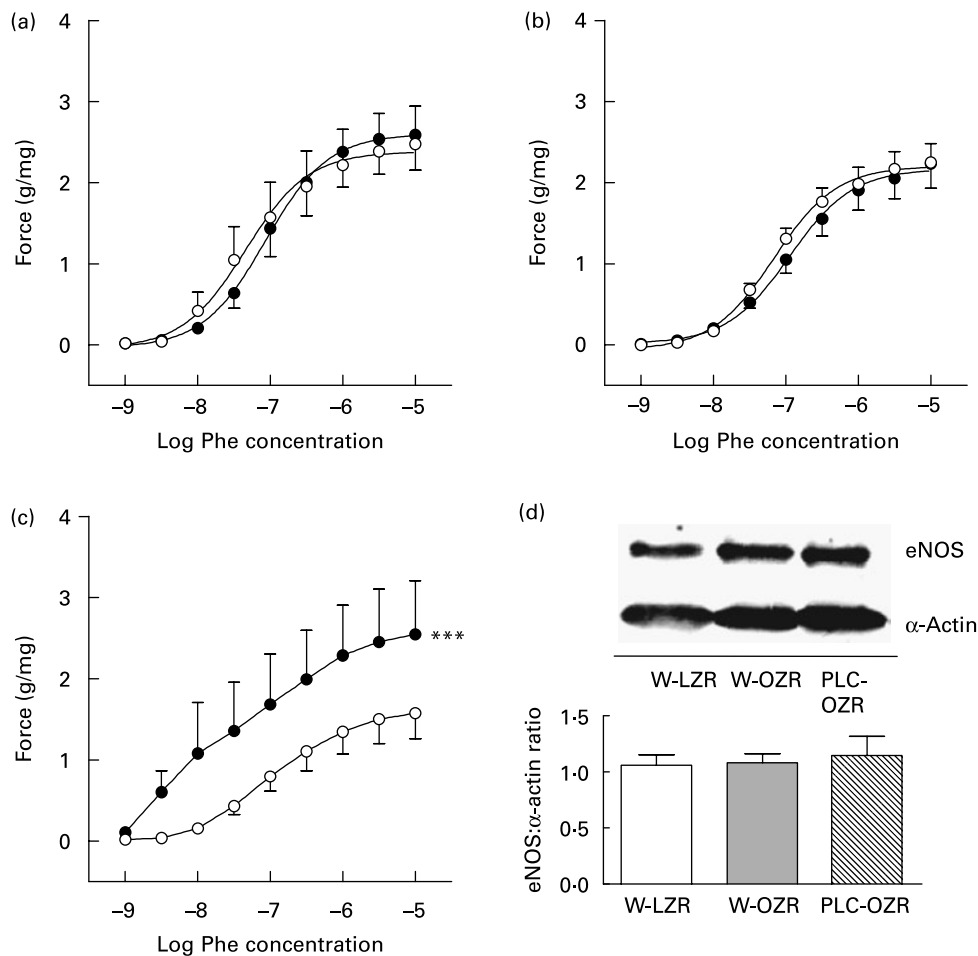 (a)
4
3
2
1
0
Force (g/mg)
–9 –8 –7 –6 –5
Log Phe concentration
(b)
4
3
2
1
0
Force (g/mg)
–9 –8 –7 –6 –5
Log Phe concentration
(c)
4
3
2
1
0
Force (g/mg)
***
–9 –8 –7 –6 –5
Log Phe concentration
(d)
eNOS
α-Actin
W-LZR W-OZR PLC-
OZR
1·5
1·0
0·5
0·0
eNOS:α-actin ratio
W-LZR W-OZR PLC-OZR